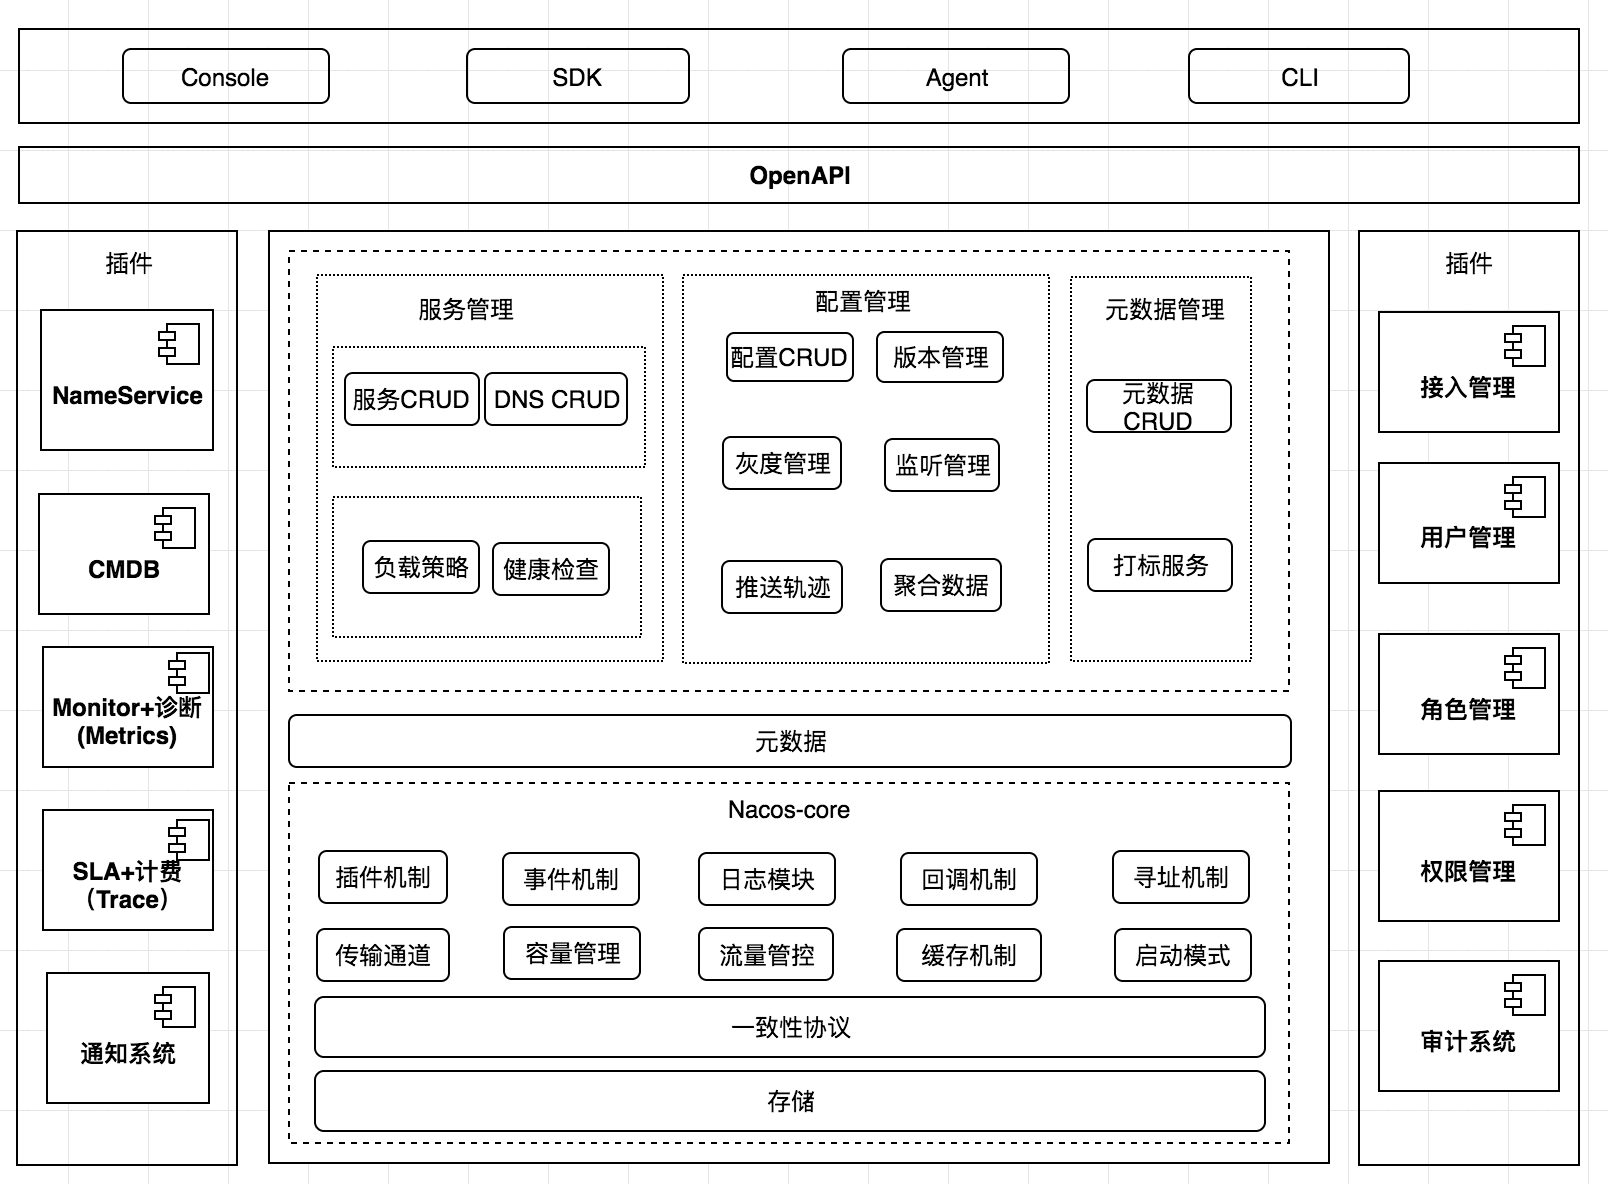 Console
SDK
Agent
CLI
OpenAPI
插件
NameService
CMDB
Monitor+诊断
(Metrics)
SLA+计费
（Trace）
通知系统
服务管理
服务CRUD
DNS CRUD
负载策略
健康检查
配置管理
配置CRUD
版本管理
灰度管理
监听管理
推送轨迹
聚合数据
元数据管理
元数据
CRUD
打标服务
元数据
Nacos-core
插件机制
事件机制
日志模块
回调机制
寻址机制
传输通道
容量管理
流量管控
缓存机制
启动模式
一致性协议
存储
插件
接入管理
用户管理
角色管理
权限管理
审计系统